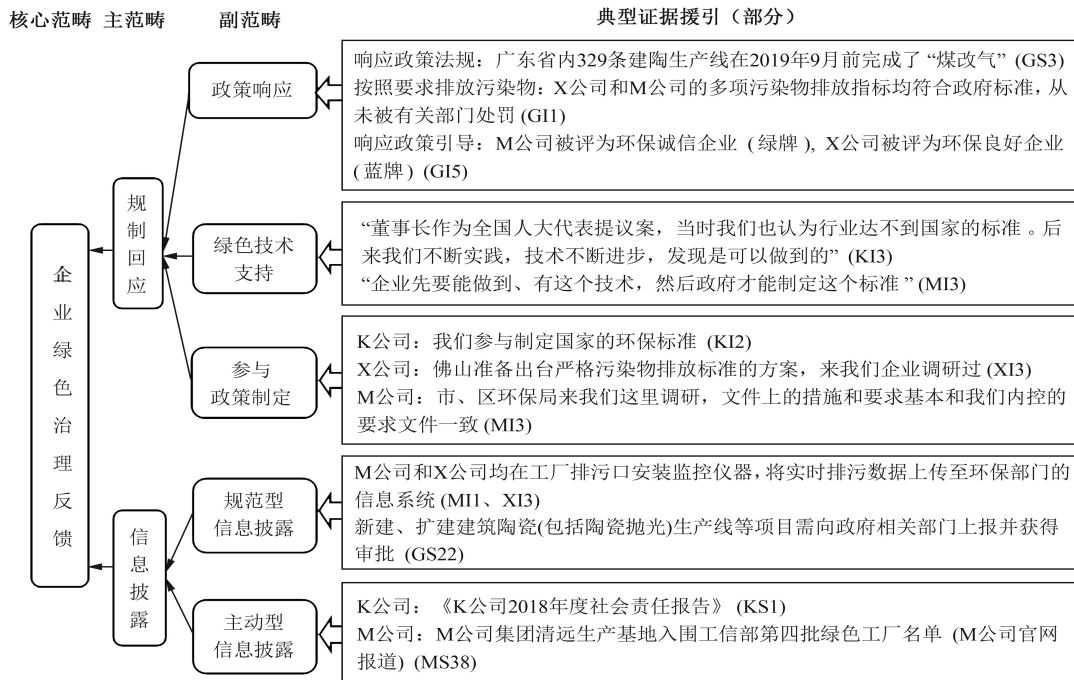 核心范畴 主范畴 副范畴 典型证据援引（部分）
企业绿色治理反馈
规制回应
政策响应
响应政策法规：广东省内329条建陶生产线在2019年9月前完成了“煤改气” (GS3)
按照要求排放污染物：X公司和M公司的多项污染物排放指标均符合政府标准，从
未被有关部门处罚 (GI1)
响应政策引导：M公司被评为环保诚信企业 ( 绿牌 ), X公司被评为环保良好企业
( 蓝牌 ) (GI5)
绿色技术
支持
“董事长作为全国人大代表提议案，当时我们也认为行业达不到国家的标准。后
来我们不断实践，技术不断进步，发现是可以做到的” (KI3)
“企业先要能做到、有这个技术，然后政府才能制定这个标准 ” (MI3)
参与
政策制定
K公司：我们参与制定国家的环保标准 (KI2)
X公司：佛山准备出台严格污染物排放标准的方案，来我们企业调研过 (XI3)
M公司：市、区环保局来我们这里调研，文件上的措施和要求基本和我们内控的
要求文件一致 (MI3)
信息披露
规范型
信息披露
M公司和X公司均在工厂排污口安装监控仪器，将实时排污数据上传至环保部门的
信息系统 (MI1、XI3)
新建、扩建建筑陶瓷(包括陶瓷抛光)生产线等项目需向政府相关部门上报并获得
审批 (GS22)
主动型
信息披露
K公司：《K公司2018年度社会责任报告》 (KS1)
M公司：M公司集团清远生产基地入围工信部第四批绿色工厂名单 (M公司官网
报道) (MS38)